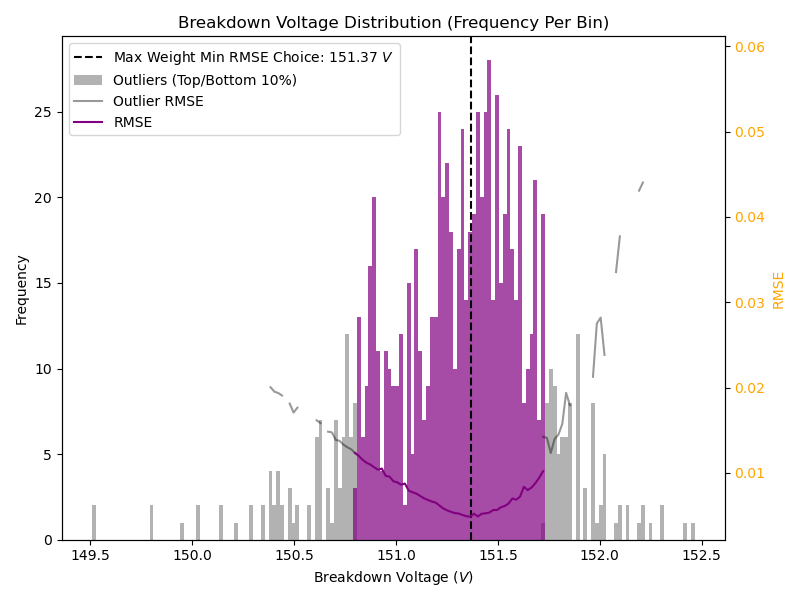 Breakdown Voltage Distribution (Frequency Per Bin)
Max Weight Min RMSE Choice: 151.37 V
Outliers (Top/Bottom 10%)
Outlier RMSE
RMSE
Frequency
0
5
10
15
20
25
149.5
150.0
150.5
151.0
151.5
152.0
152.5
Breakdown Voltage (V)
0.06
0.05
0.04
0.03
0.02
0.01
RMSE